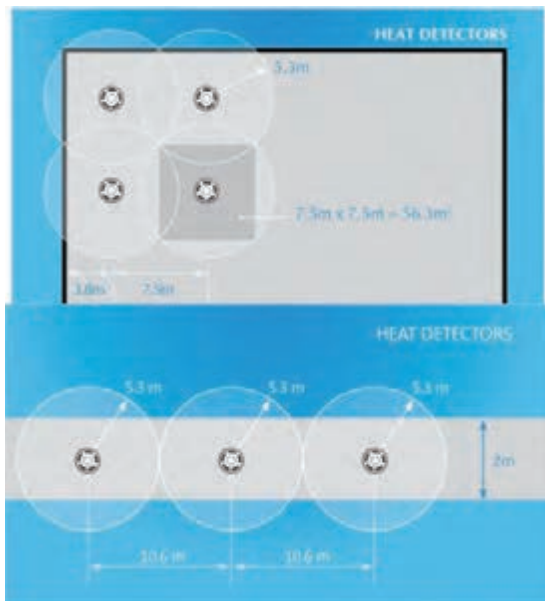 HEAT DETECTORS
5.3m
7.5m x 7.5m = 56.3m²
3.8m
7.5m
HEAT DETECTORS
5.3 m
5.3 m
5.3 m
2m
10.6 m
10.6 m